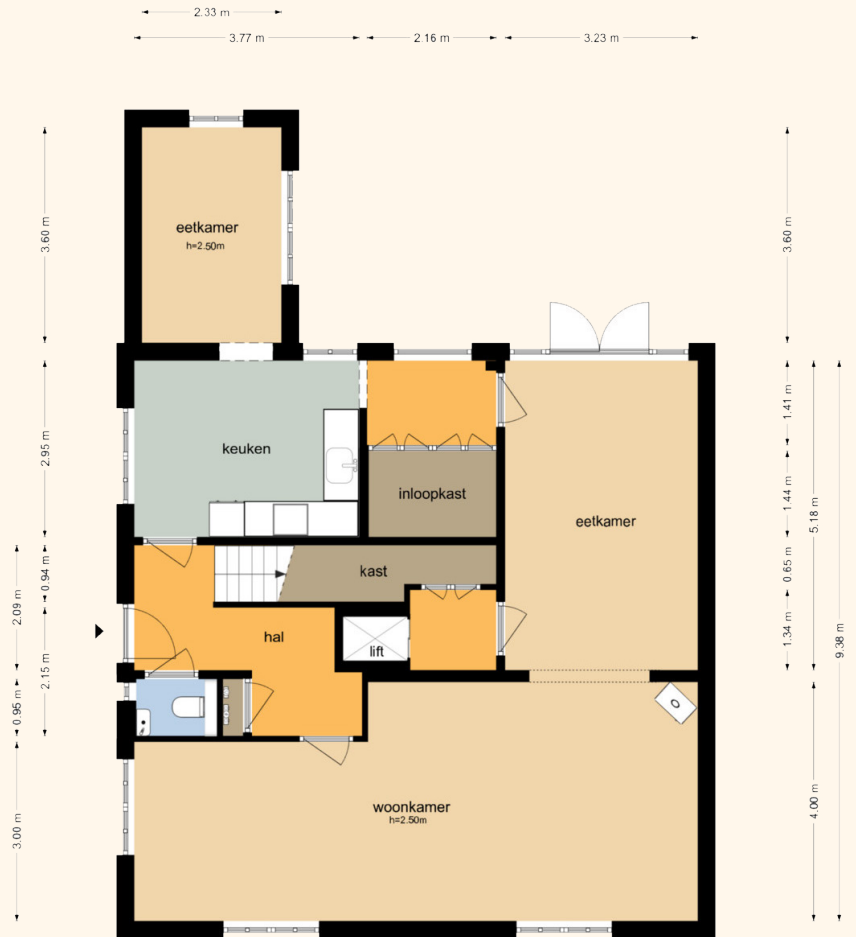 2.33 m
3.77 m
2.16 m
3.23 m
3.60 m
3.60 m
eetkamer
h=2.50m
2.95 m
1.41 m
keuken
inloopkast
1.44 m
5.18 m
eetkamer
0.94 m
2.09 m
kast
0.65 m
hal
lift
1.34 m
9.38 m
2.15 m
0.95 m
3.00 m
woonkamer
h=2.50m
4.00 m